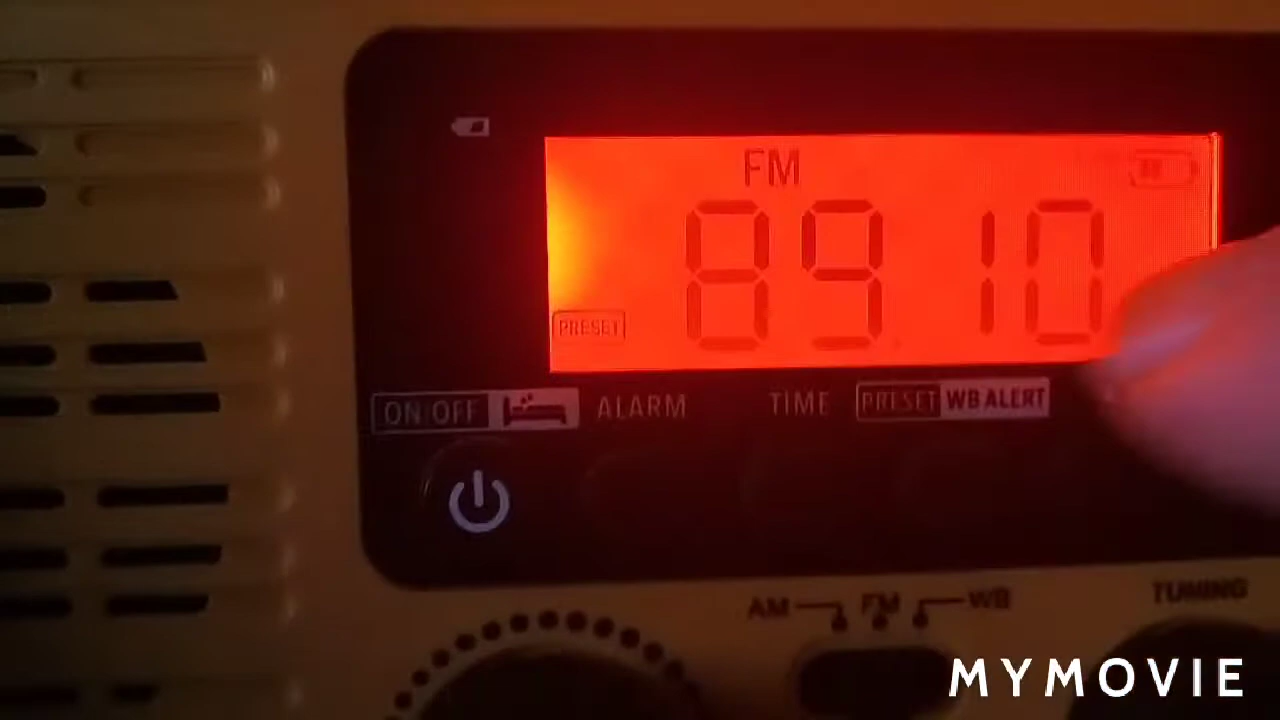 FM
89.10
PRESET
ON/OFF ALARM TIME PRESET WB ALERT
AM FM WB TUNING
MYMOVIE